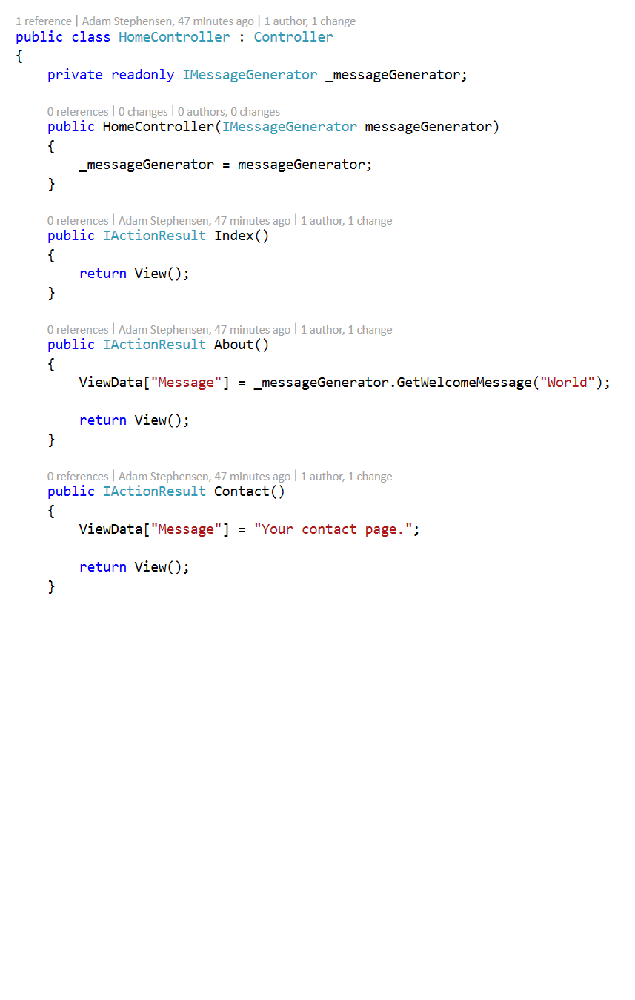 1 reference | Adam Stephensen, 47 minutes ago | 1 author, 1 change
public class HomeController : Controller
{
    private readonly IMessageGenerator _messageGenerator;
    0 references | 0 changes | 0 authors, 0 changes
    public HomeController(IMessageGenerator messageGenerator)
    {
        _messageGenerator = messageGenerator;
    }
    0 references | Adam Stephensen, 47 minutes ago | 1 author, 1 change
    public IActionResult Index()
    {
        return View();
    }
    0 references | Adam Stephensen, 47 minutes ago | 1 author, 1 change
    public IActionResult About()
    {
        ViewData["Message"] = _messageGenerator.GetWelcomeMessage("World");
        return View();
    }
    0 references | Adam Stephensen, 47 minutes ago | 1 author, 1 change
    public IActionResult Contact()
    {
        ViewData["Message"] = "Your contact page.";
        return View();
    }